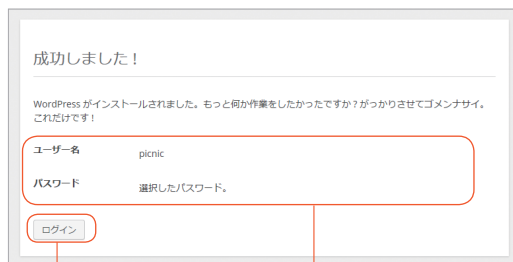 成功しました！
WordPress がインストールされました。もっと何か作業をしたかったですか？がっかりさせてゴメンナサイ。
これだけです！
ユーザー名 picnic
パスワード 選択したパスワード。
ログイン